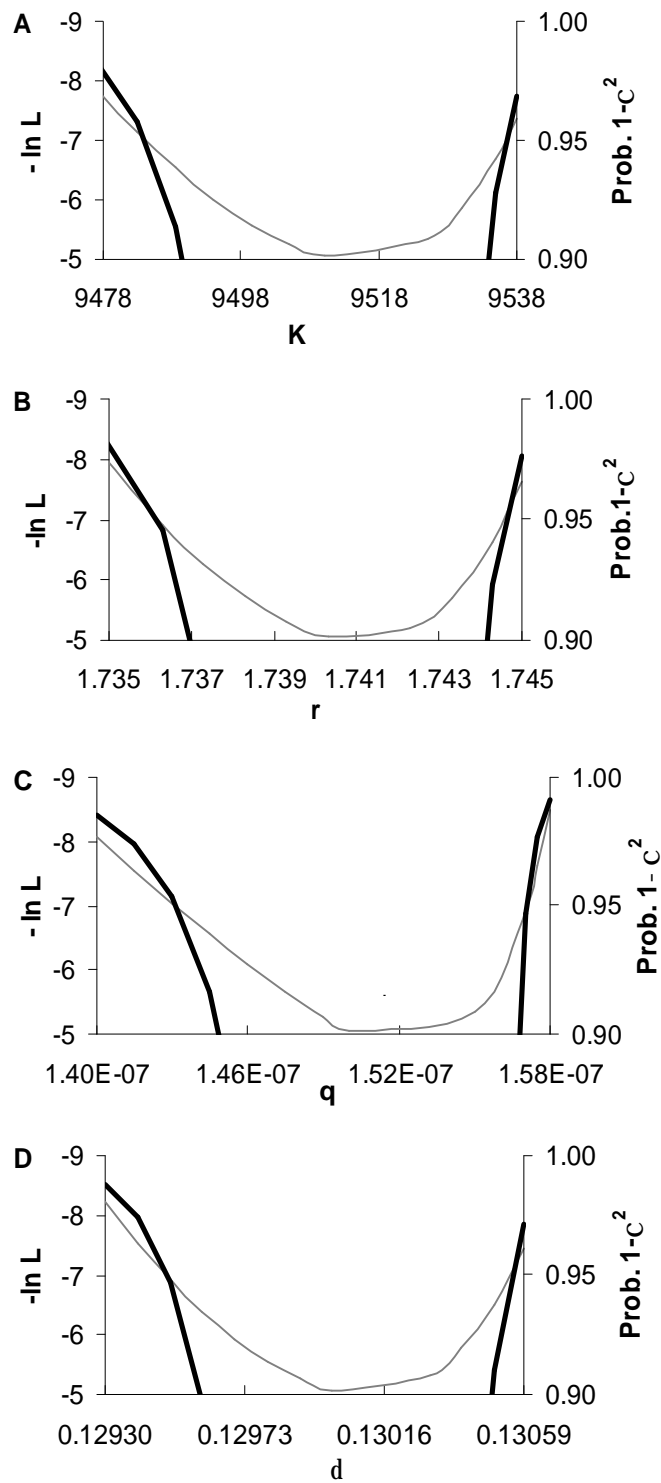 A
-9
-8
-7
-6
-5
- ln L
1.00
0.95
0.90
Prob. 1-c²
9478 9498 9518 9538
K
B
-9
-8
-7
-6
-5
-ln L
1.00
0.95
0.90
Prob.1-c²
1.735 1.737 1.739 1.741 1.743 1.745
r
C
-9
-8
-7
-6
-5
- ln L
1.00
0.95
0.90
Prob. 1- c²
1.40E-07 1.46E-07 1.52E-07 1.58E-07
q
D
-9
-8
-7
-6
-5
-ln L
1.00
0.95
0.90
Prob. 1-c²
0.12930 0.12973 0.13016 0.13059
d